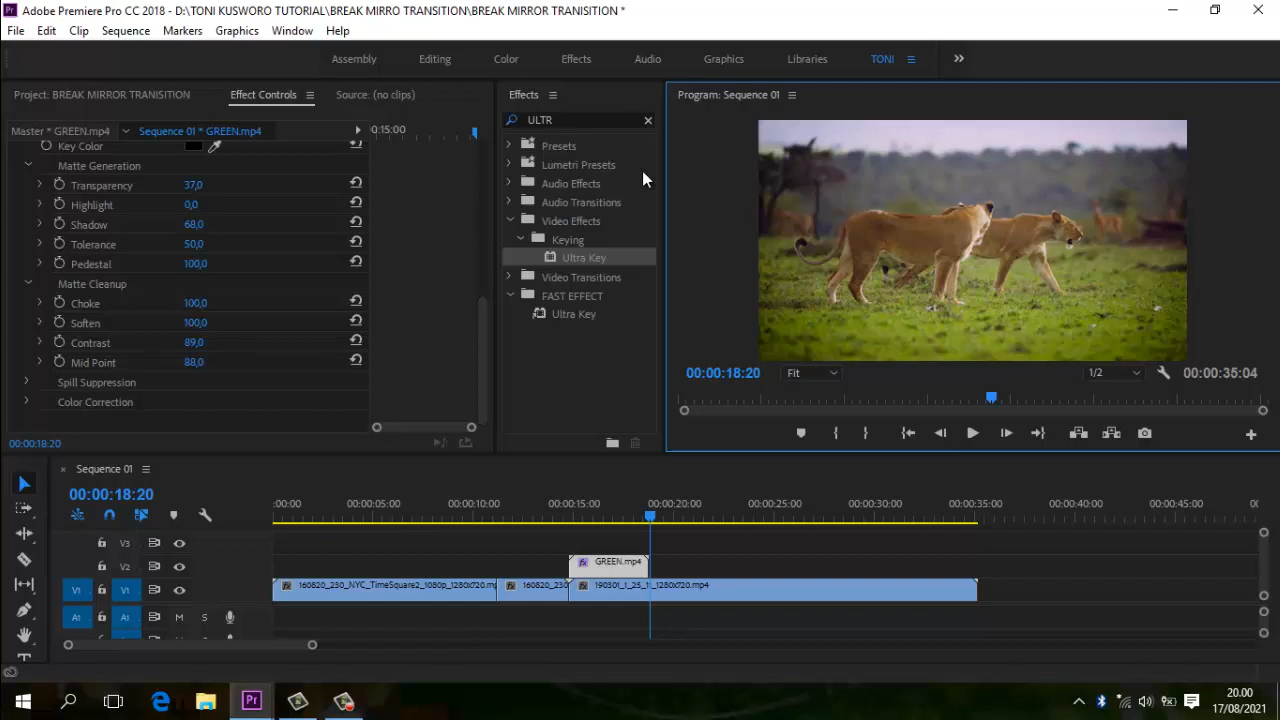 Adobe Premiere Pro CC 2018 - D:\TONI KUSWORO TUTORIAL\BREAK MIRRO TRANSITION\BREAK MIRROR TRANISITION *
File Edit Clip Sequence Markers Graphics Window Help
Assembly Editing Color Effects Audio Graphics Libraries TONI
Project: BREAK MIRROR TRANSITION Effect Controls Source: (no clips)
Master * GREEN.mp4 Sequence 01 * GREEN.mp4
00:15:00
Key Color
Matte Generation
Transparency 37,0
Highlight 0,0
Shadow 68,0
Tolerance 50,0
Pedestal 100,0
Matte Cleanup
Choke 100,0
Soften 100,0
Contrast 89,0
Mid Point 88,0
Spill Suppression
Color Correction
00:00:18:20
Effects
ULTR
Presets
Lumetri Presets
Audio Effects
Audio Transitions
Video Effects
Keying
Ultra Key
Video Transitions
FAST EFFECT
Ultra Key
Program: Sequence 01
00:00:18:20 Fit 1/2 00:00:35:04
Sequence 01
00:00:18:20
:00:00 00:00:05:00 00:00:10:00 00:00:15:00 00:00:20:00 00:00:25:00 00:00:30:00 00:00:35:00 00:00:40:00 00:00:45:00 00
V3
V2 GREEN.mp4
V1 V1 160820_230_NYC_TimeSquare2_1080p_1280x720.mp 160820_230 190301_1_25_11_1280x720.mp4
A1 A1 M S
20.00
17/08/2021